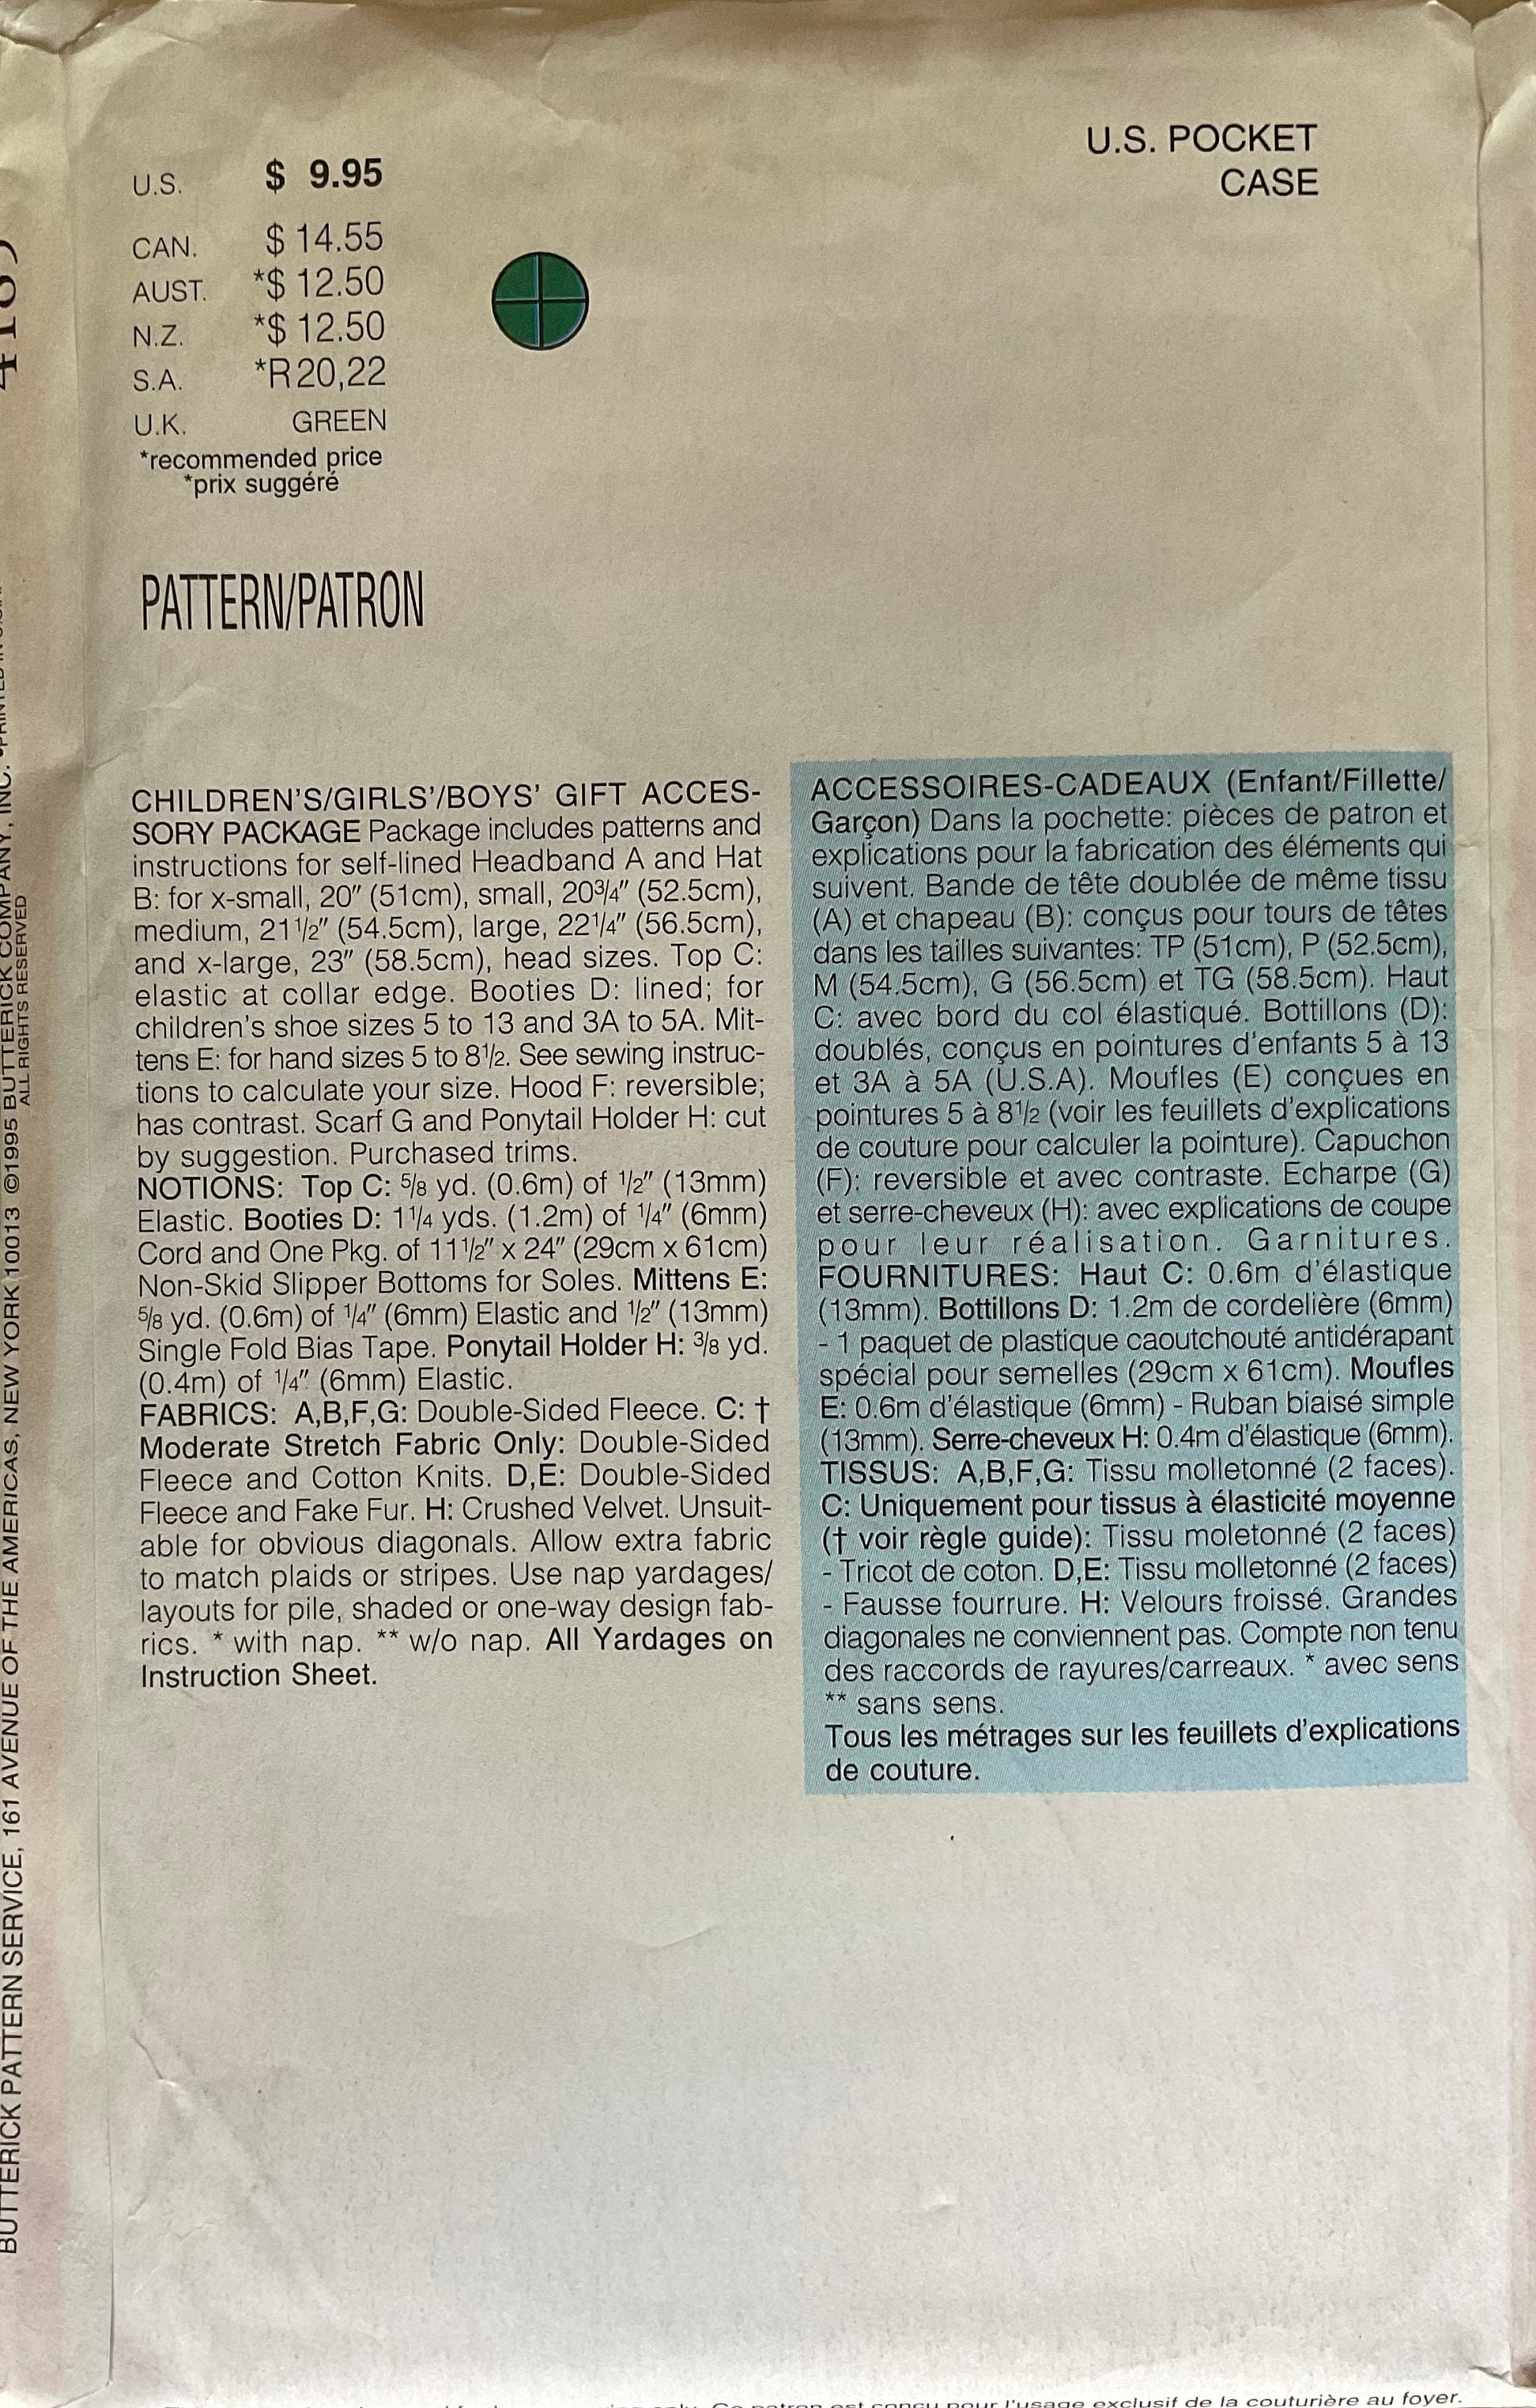 U.S. POCKET
CASE
U.S. $ 9.95
CAN. $ 14.55
AUST. *$ 12.50
N.Z. *$ 12.50
S.A. *R20,22
U.K. GREEN
*recommended price
*prix suggéré
PATTERN/PATRON
CHILDREN'S/GIRLS'/BOYS' GIFT ACCES-
SORY PACKAGE Package includes patterns and
instructions for self-lined Headband A and Hat
B: for x-small, 20" (51cm), small, 20 3/4" (52.5cm),
medium, 21 1/2" (54.5cm), large, 22 1/4" (56.5cm),
and x-large, 23" (58.5cm), head sizes. Top C:
elastic at collar edge. Booties D: lined; for
children's shoe sizes 5 to 13 and 3A to 5A. Mit-
tens E: for hand sizes 5 to 8 1/2. See sewing instruc-
tions to calculate your size. Hood F: reversible;
has contrast. Scarf G and Ponytail Holder H: cut
by suggestion. Purchased trims.
NOTIONS: Top C: 5/8 yd. (0.6m) of 1/2" (13mm)
Elastic. Booties D: 1 1/4 yds. (1.2m) of 1/4" (6mm)
Cord and One Pkg. of 11 1/2" x 24" (29cm x 61cm)
Non-Skid Slipper Bottoms for Soles. Mittens E:
5/8 yd. (0.6m) of 1/4" (6mm) Elastic and 1/2" (13mm)
Single Fold Bias Tape. Ponytail Holder H: 3/8 yd.
(0.4m) of 1/4" (6mm) Elastic.
FABRICS: A,B,F,G: Double-Sided Fleece. C: †
Moderate Stretch Fabric Only: Double-Sided
Fleece and Cotton Knits. D,E: Double-Sided
Fleece and Fake Fur. H: Crushed Velvet. Unsuit-
able for obvious diagonals. Allow extra fabric
to match plaids or stripes. Use nap yardages/
layouts for pile, shaded or one-way design fab-
rics. * with nap. ** w/o nap. All Yardages on
Instruction Sheet.
ACCESSOIRES-CADEAUX (Enfant/Fillette/
Garçon) Dans la pochette: pièces de patron et
explications pour la fabrication des éléments qui
suivent. Bande de tête doublée de même tissu
(A) et chapeau (B): conçus pour tours de têtes
dans les tailles suivantes: TP (51cm), P (52.5cm),
M (54.5cm), G (56.5cm) et TG (58.5cm). Haut
C: avec bord du col élastiqué. Bottillons (D):
doublés, conçus en pointures d'enfants 5 à 13
et 3A à 5A (U.S.A). Moufles (E) conçues en
pointures 5 à 8 1/2 (voir les feuillets d'explications
de couture pour calculer la pointure). Capuchon
(F): reversible et avec contraste. Echarpe (G)
et serre-cheveux (H): avec explications de coupe
pour leur réalisation. Garnitures.
FOURNITURES: Haut C: 0.6m d'élastique
(13mm). Bottillons D: 1.2m de cordelière (6mm)
- 1 paquet de plastique caoutchouté antidérapant
spécial pour semelles (29cm x 61cm). Moufles
E: 0.6m d'élastique (6mm) - Ruban biaisé simple
(13mm). Serre-cheveux H: 0.4m d'élastique (6mm).
TISSUS: A,B,F,G: Tissu molletonné (2 faces).
C: Uniquement pour tissus à élasticité moyenne
(† voir règle guide): Tissu moletonné (2 faces)
- Tricot de coton. D,E: Tissu molletonné (2 faces)
- Fausse fourrure. H: Velours froissé. Grandes
diagonales ne conviennent pas. Compte non tenu
des raccords de rayures/carreaux. * avec sens
** sans sens.
Tous les métrages sur les feuillets d'explications
de couture.
BUTTERICK PATTERN SERVICE, 161 AVENUE OF THE AMERICAS, NEW YORK 10013 ©1995 BUTTERICK COMPANY, INC.
ALL RIGHTS RESERVED
Ce patron est conçu pour l'usage exclusif de la couturière au foyer.